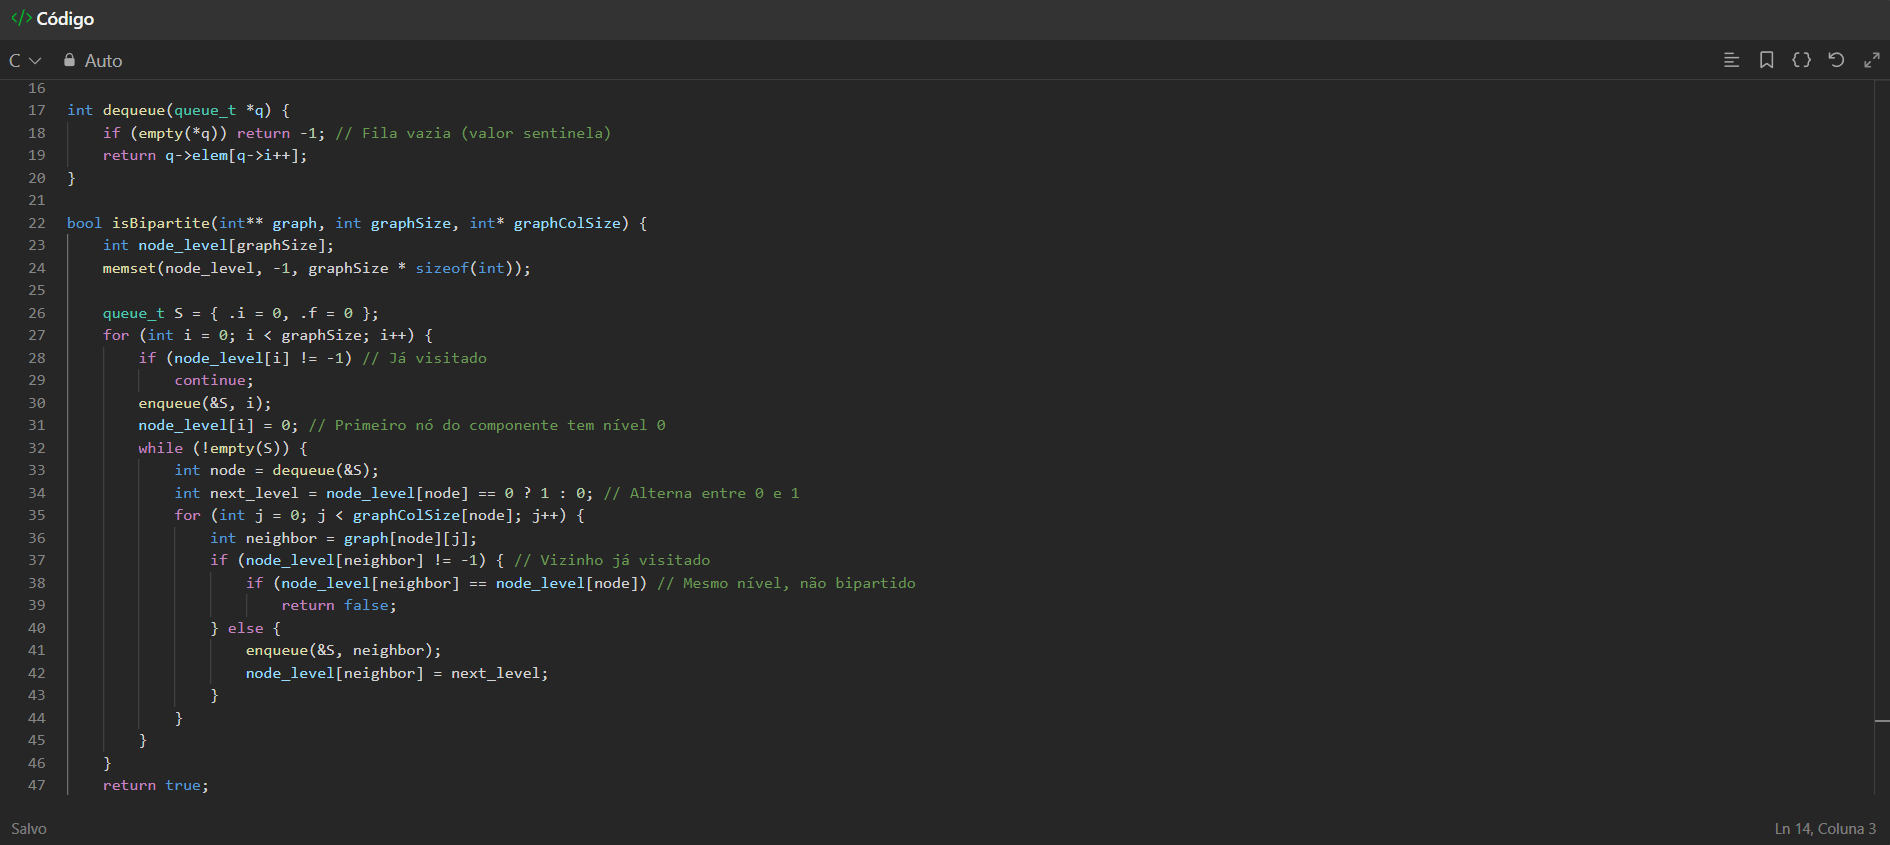 </> Código
C Auto
16
17 int dequeue(queue_t *q) {
18     if (empty(*q)) return -1; // Fila vazia (valor sentinela)
19     return q->elem[q->i++];
20 }
21
22 bool isBipartite(int** graph, int graphSize, int* graphColSize) {
23     int node_level[graphSize];
24     memset(node_level, -1, graphSize * sizeof(int));
25
26     queue_t S = { .i = 0, .f = 0 };
27     for (int i = 0; i < graphSize; i++) {
28         if (node_level[i] != -1) // Já visitado
29             continue;
30         enqueue(&S, i);
31         node_level[i] = 0; // Primeiro nó do componente tem nível 0
32         while (!empty(S)) {
33             int node = dequeue(&S);
34             int next_level = node_level[node] == 0 ? 1 : 0; // Alterna entre 0 e 1
35             for (int j = 0; j < graphColSize[node]; j++) {
36                 int neighbor = graph[node][j];
37                 if (node_level[neighbor] != -1) { // Vizinho já visitado
38                     if (node_level[neighbor] == node_level[node]) // Mesmo nível, não bipartido
39                         return false;
40                 } else {
41                     enqueue(&S, neighbor);
42                     node_level[neighbor] = next_level;
43                 }
44             }
45         }
46     }
47     return true;
Salvo
Ln 14, Coluna 3